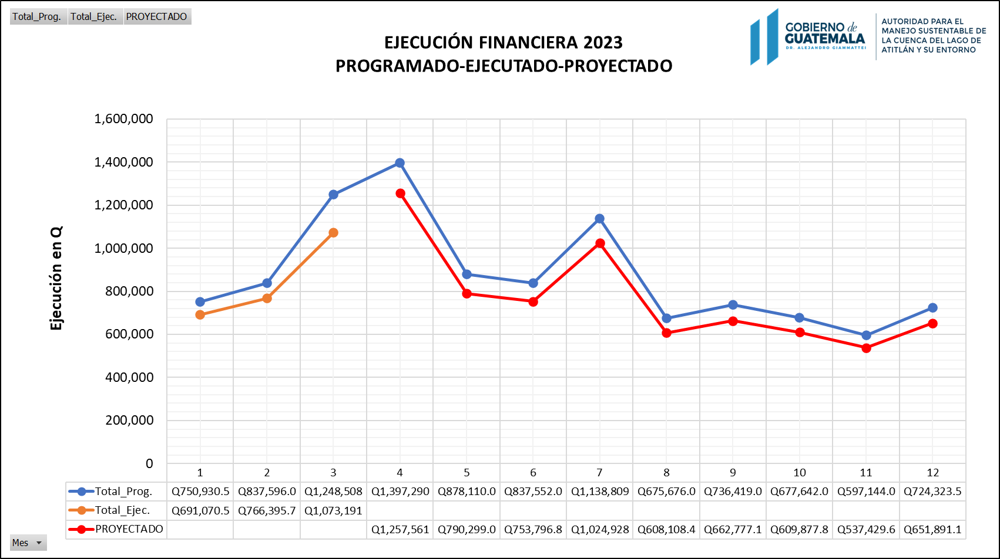 Total_Prog. Total_Ejec. PROYECTADO
GOBIERNO de
GUATEMALA
DR. ALEJANDRO GIAMMATTEI
AUTORIDAD PARA EL
MANEJO SUSTENTABLE DE
LA CUENCA DEL LAGO DE
ATITLÁN Y SU ENTORNO
EJECUCIÓN FINANCIERA 2023
PROGRAMADO-EJECUTADO-PROYECTADO
Ejecución en Q
1,600,000
1,400,000
1,200,000
1,000,000
800,000
600,000
400,000
200,000
0
1 2 3 4 5 6 7 8 9 10 11 12
Total_Prog. Q750,930.5 Q837,596.0 Q1,248,508 Q1,397,290 Q878,110.0 Q837,552.0 Q1,138,809 Q675,676.0 Q736,419.0 Q677,642.0 Q597,144.0 Q724,323.5
Total_Ejec. Q691,070.5 Q766,395.7 Q1,073,191
PROYECTADO Q1,257,561 Q790,299.0 Q753,796.8 Q1,024,928 Q608,108.4 Q662,777.1 Q609,877.8 Q537,429.6 Q651,891.1
Mes